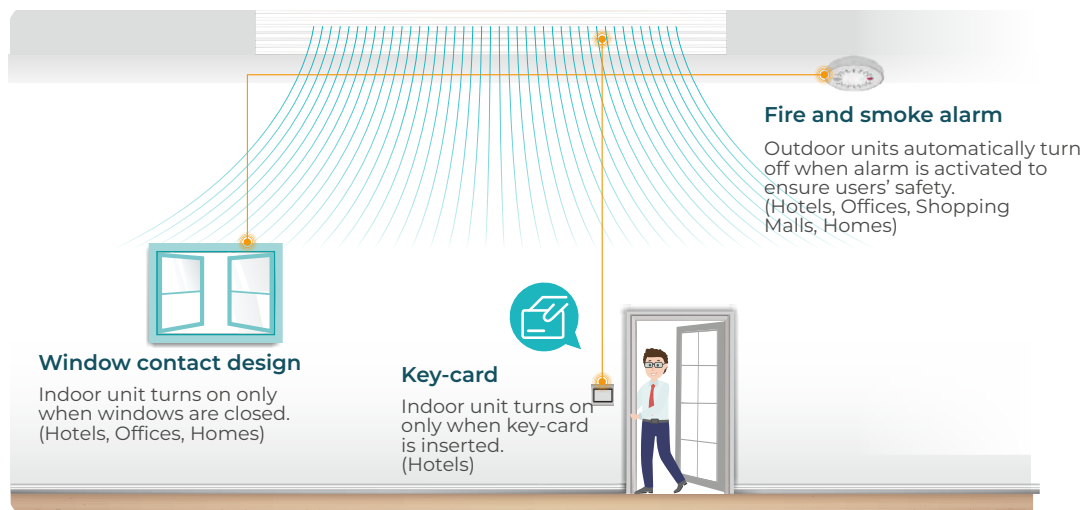 Fire and smoke alarm
Outdoor units automatically turn
off when alarm is activated to
ensure users’ safety.
(Hotels, Offices, Shopping
Malls, Homes)
Window contact design
Indoor unit turns on only
when windows are closed.
(Hotels, Offices, Homes)
Key-card
Indoor unit turns on
only when key-card
is inserted.
(Hotels)